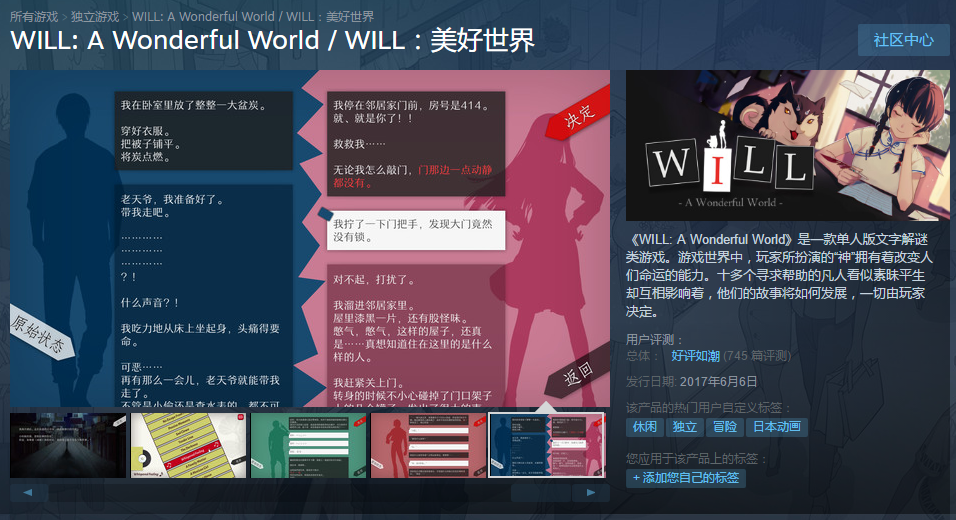 所有游戏 > 独立游戏 > WILL: A Wonderful World / WILL：美好世界
WILL: A Wonderful World / WILL：美好世界
社区中心
我在卧室里放了整整一大盆炭。
穿好衣服。
把被子铺平。
将炭点燃。
老天爷，我准备好了。
带我走吧。
…………
…………
…………
？！
什么声音？！
我吃力地从床上坐起身，头痛得要
命。
可恶……
再有那么一会儿，老天爷就能带我
走了。
原始状态
我停在邻居家门前，房号是414。
就、就是你了！！
救救我……
无论我怎么敲门，门那边一点动静
都没有。
我拧了一下门把手，发现大门竟然
没有锁。
对不起，打扰了。
我溜进邻居家里。
屋里漆黑一片，还有股怪味。
憋气，憋气，这样的屋子，还真
是……真想知道住在这里的是什么
样的人。
我赶紧关上门。
转身的时候不小心碰掉了门口架子
决定
返回
WILL
- A Wonderful World -
《WILL: A Wonderful World》是一款单人版文字解谜
类游戏。游戏世界中，玩家所扮演的“神”拥有着改变人
们命运的能力。十多个寻求帮助的凡人看似素昧平生
却互相影响着，他们的故事将如何发展，一切由玩家
决定。
用户评测：
总体： 好评如潮 (745 篇评测)
发行日期: 2017年6月6日
该产品的热门用户自定义标签：
休闲 独立 冒险 日本动画
您应用于该产品上的标签：
+ 添加您自己的标签